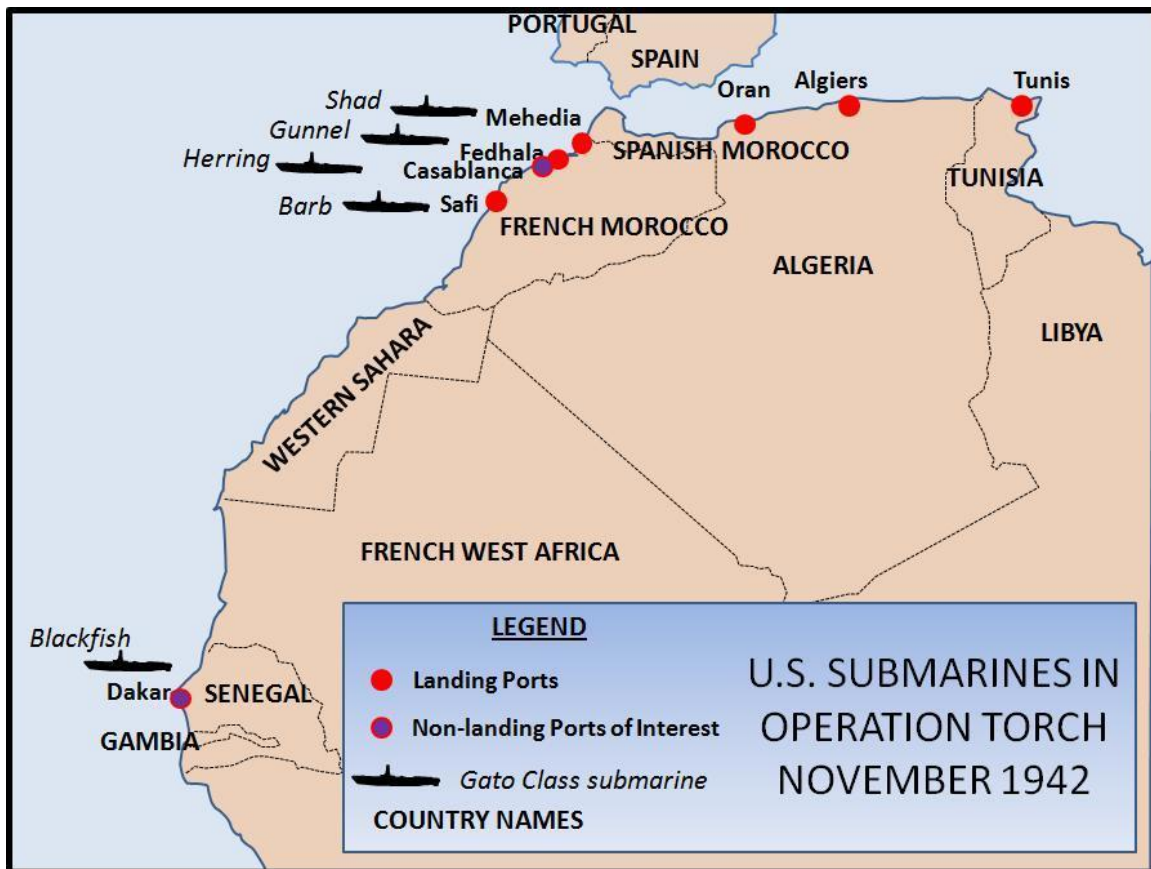 PORTUGAL
SPAIN
Shad
Gunnel
Herring
Barb
Mehedia
Fedhala
Casablanca
Safi
Oran
Algiers
Tunis
SPANISH MOROCCO
TUNISIA
FRENCH MOROCCO
ALGERIA
LIBYA
WESTERN SAHARA
FRENCH WEST AFRICA
Blackfish
Dakar
SENEGAL
GAMBIA
LEGEND
Landing Ports
Non-landing Ports of Interest
Gato Class submarine
COUNTRY NAMES
U.S. SUBMARINES IN
OPERATION TORCH
NOVEMBER 1942